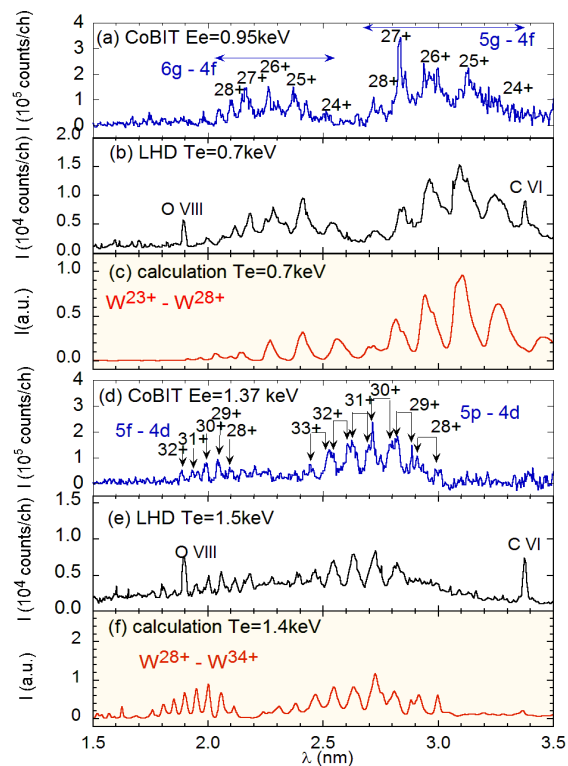 I (10⁵ counts/ch)
4
3
2
1
0
(a) CoBIT Ee=0.95keV
6g - 4f
5g - 4f
28+
27+
26+
25+
24+
28+
27+
26+
25+
24+
I (10⁴ counts/ch)
2.0
1.5
1.0
0.5
0.0
(b) LHD Te=0.7keV
O VIII
C VI
I(a.u.)
1.0
0.5
0.0
(c) calculation Te=0.7keV
W²³⁺ - W²⁸⁺
I (10⁵ counts/ch)
4
3
2
1
0
(d) CoBIT Ee=1.37 keV
5f - 4d
5p - 4d
32+
31+
30+
29+
28+
33+
32+
31+
30+
29+
28+
I (10⁴ counts/ch)
1.5
1.0
0.5
0.0
(e) LHD Te=1.5keV
O VIII
C VI
I (a.u.)
2
1
0
(f) calculation Te=1.4keV
W²⁸⁺ - W³⁴⁺
1.5 2.0 2.5 3.0 3.5
λ (nm)